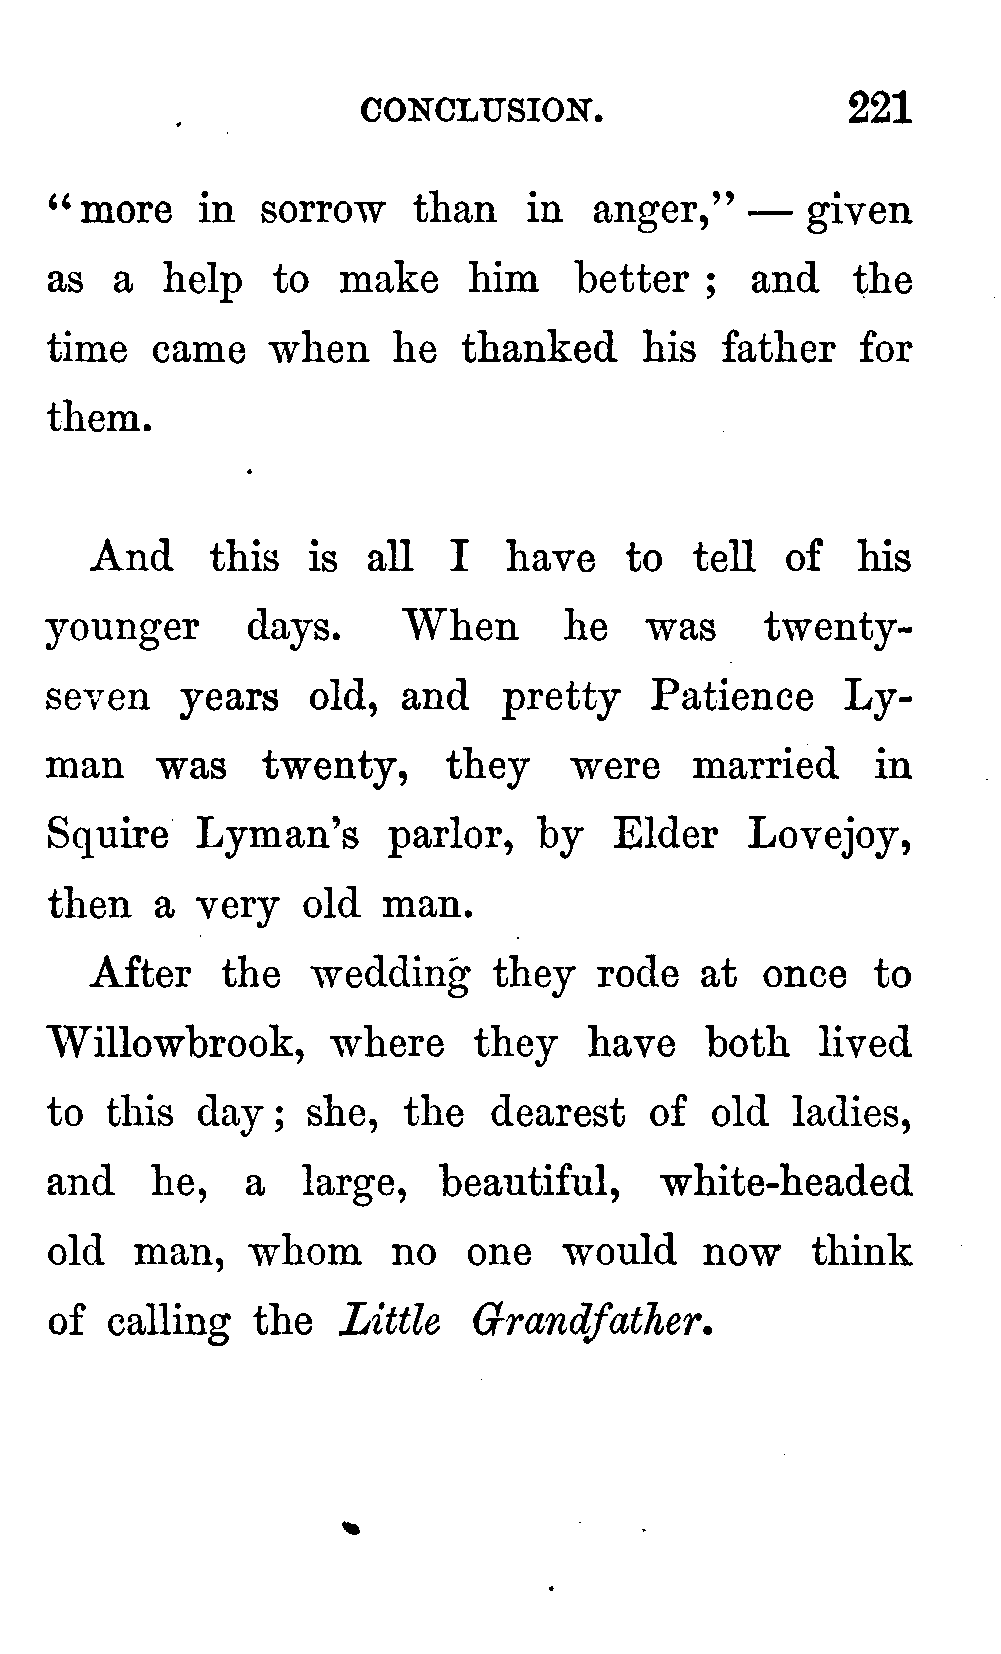 CONCLUSION. 221
“more in sorrow than in anger,” — given
as a help to make him better ; and the
time came when he thanked his father for
them.
And this is all I have to tell of his
younger days. When he was twenty-
seven years old, and pretty Patience Ly-
man was twenty, they were married in
Squire Lyman’s parlor, by Elder Lovejoy,
then a very old man.
After the wedding they rode at once to
Willowbrook, where they have both lived
to this day ; she, the dearest of old ladies,
and he, a large, beautiful, white-headed
old man, whom no one would now think
of calling the Little Grandfather.